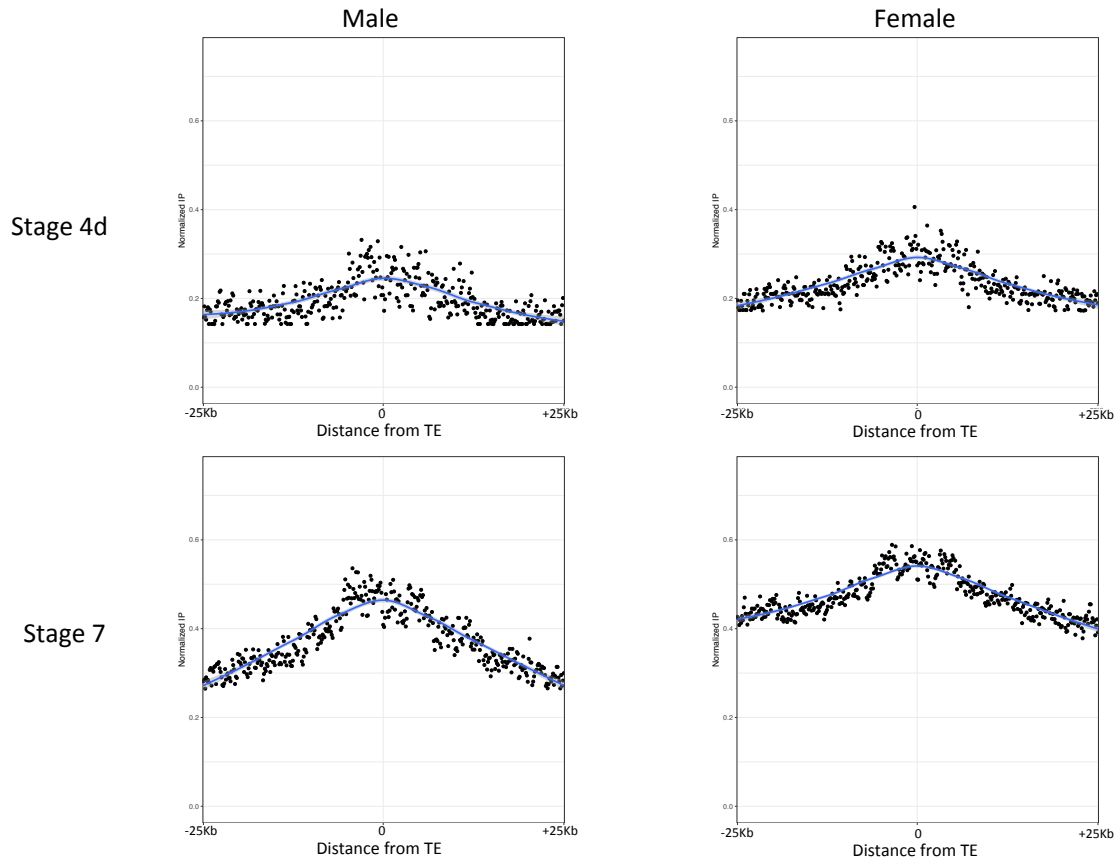 Male
Female
Stage 4d
Normalized IP
0.6
0.4
0.2
0.0
-25Kb
0
+25Kb
Distance from TE
Normalized IP
0.6
0.4
0.2
0.0
-25Kb
0
+25Kb
Distance from TE
Stage 7
Normalized IP
0.6
0.4
0.2
0.0
-25Kb
0
+25Kb
Distance from TE
Normalized IP
0.6
0.4
0.2
0.0
-25Kb
0
+25Kb
Distance from TE